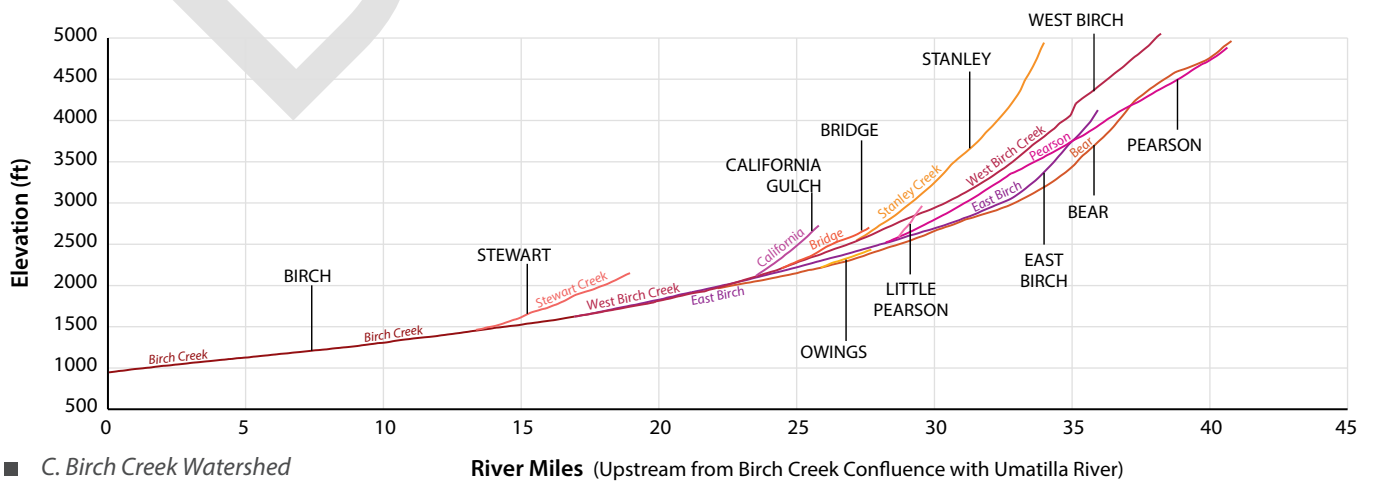 WEST BIRCH
5000
4500
4000
3500
3000
2500
2000
1500
1000
500
Elevation (ft)
STANLEY
BRIDGE
CALIFORNIA
GULCH
PEARSON
BEAR
EAST
BIRCH
LITTLE
PEARSON
OWINGS
STEWART
BIRCH
Birch Creek
Birch Creek
Stewart Creek
West Birch Creek
East Birch
California
Bridge
Stanley Creek
West Birch Creek
Pearson
East Birch
Bear
0 5 10 15 20 25 30 35 40 45
C. Birch Creek Watershed
River Miles (Upstream from Birch Creek Confluence with Umatilla River)